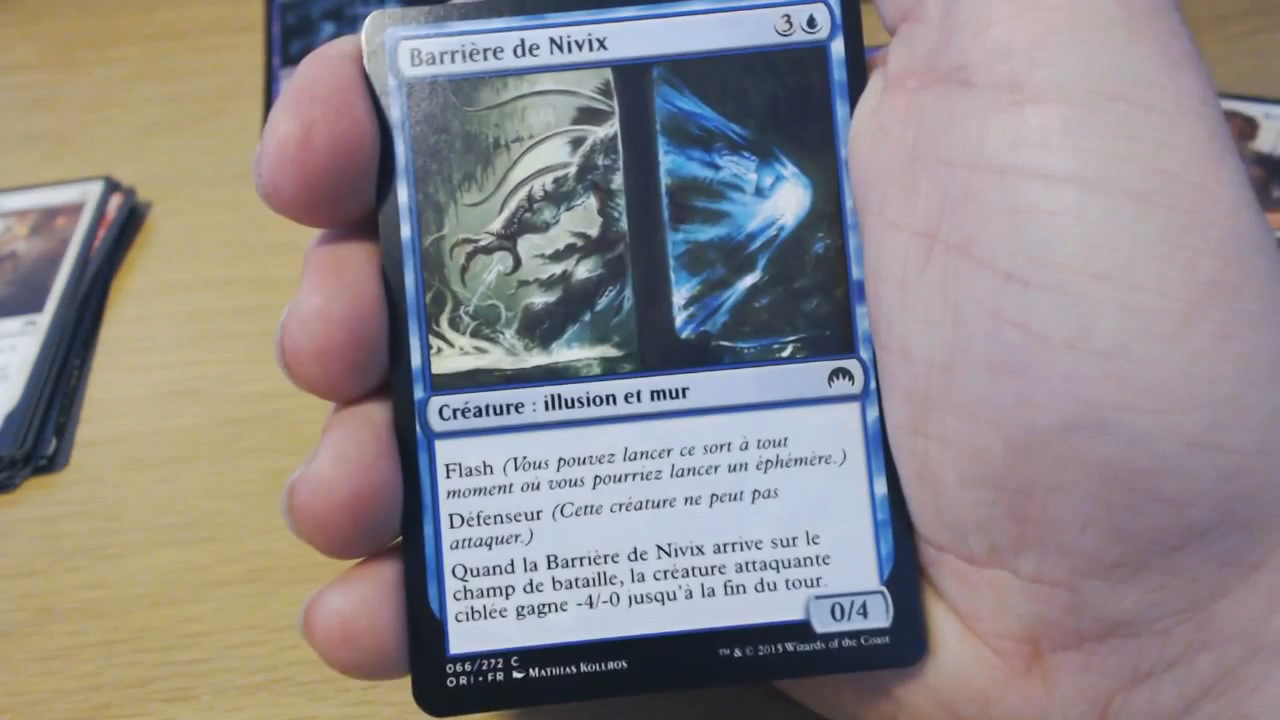 Barrière de Nivix 3
Créature : illusion et mur
Flash (Vous pouvez lancer ce sort à tout
moment où vous pourriez lancer un éphémère.)
Défenseur (Cette créature ne peut pas
attaquer.)
Quand la Barrière de Nivix arrive sur le
champ de bataille, la créature attaquante
ciblée gagne -4/-0 jusqu'à la fin du tour.
0/4
066/272 C
ORI • FR Mathias Kollros
™ & © 2015 Wizards of the Coast